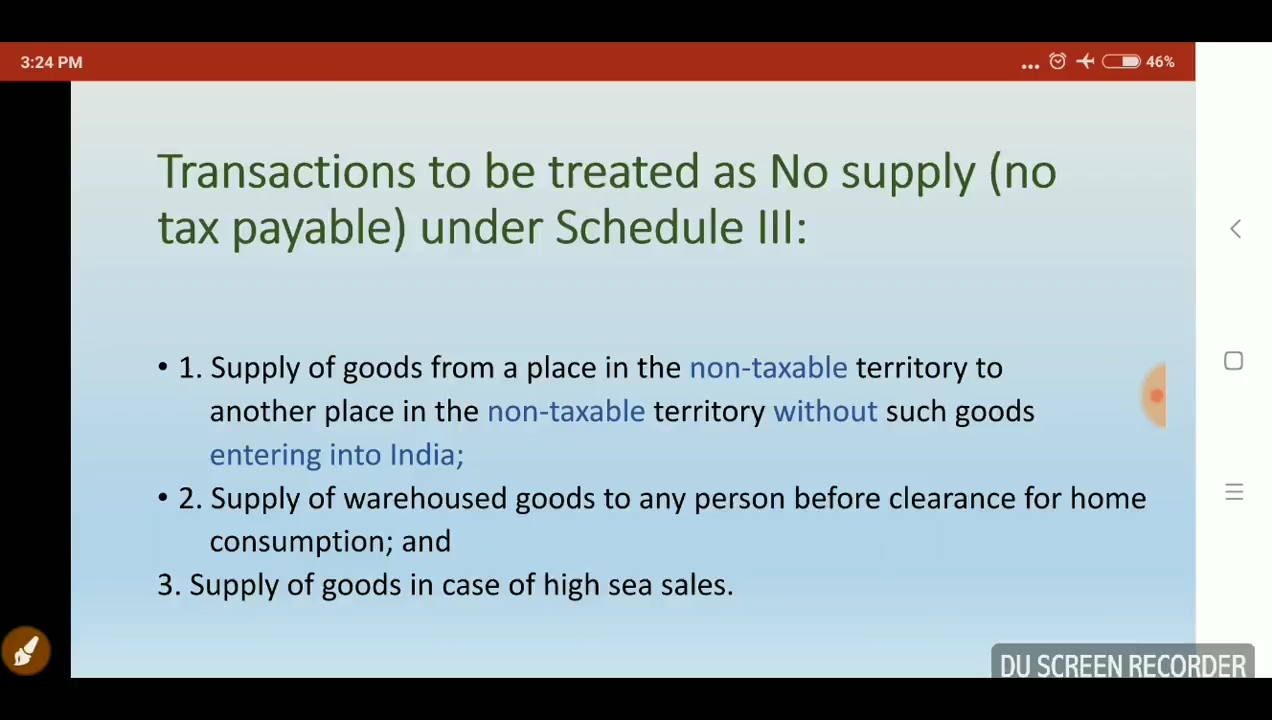 3:24 PM
46%
Transactions to be treated as No supply (no
tax payable) under Schedule III:
• 1. Supply of goods from a place in the non-taxable territory to
another place in the non-taxable territory without such goods
entering into India;
• 2. Supply of warehoused goods to any person before clearance for home
consumption; and
3. Supply of goods in case of high sea sales.
DU SCREEN RECORDER